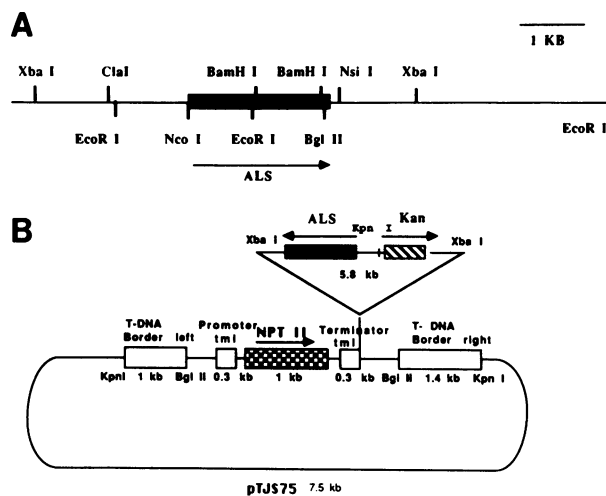 A
1 KB
Xba I ClaI BamH I BamH I Nsi I Xba I
EcoR I Nco I EcoR I Bgl II EcoR I
ALS
B
ALS Kpn I Kan
Xba I Xba I
5.8 kb
T-DNA Border left
Promoter tml
NPT II
Terminator tml
T- DNA Border right
KpnI 1 kb Bgl II 0.3 kb 1 kb 0.3 kb Bgl II 1.4 kb Kpn I
pTJS75 7.5 kb